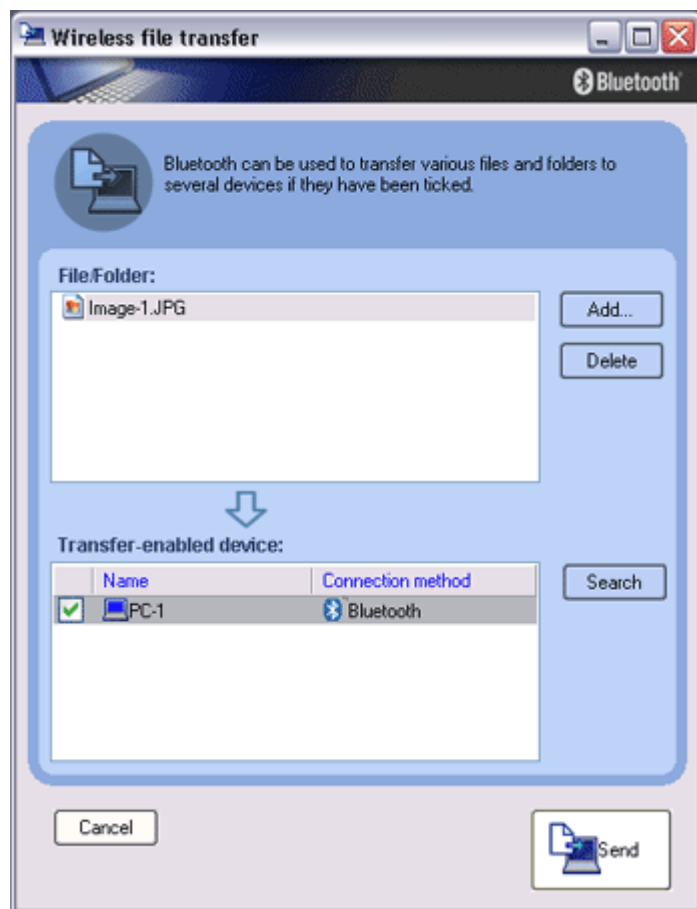 Wireless file transfer
Bluetooth
Bluetooth can be used to transfer various files and folders to
several devices if they have been ticked.
File/Folder:
Image-1.JPG
Add...
Delete
Transfer-enabled device:
Name Connection method
PC-1 Bluetooth
Search
Cancel
Send